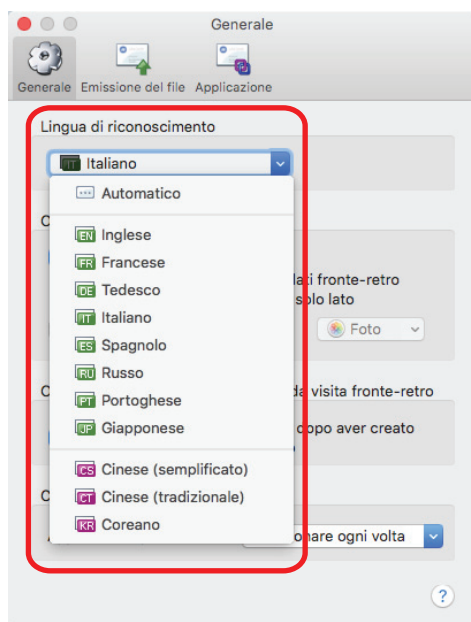 Generale
Generale Emissione del file Applicazione
Lingua di riconoscimento
IT Italiano
Automatico
C
EN Inglese
FR Francese
lati fronte-retro
DE Tedesco
solo lato
IT Italiano
Foto
ES Spagnolo
RU Russo
C da visita fronte-retro
PT Portoghese
JP Giapponese
dopo aver creato
CS Cinese (semplificato)
C
CT Cinese (tradizionale)
KR Coreano
A
onare ogni volta
?